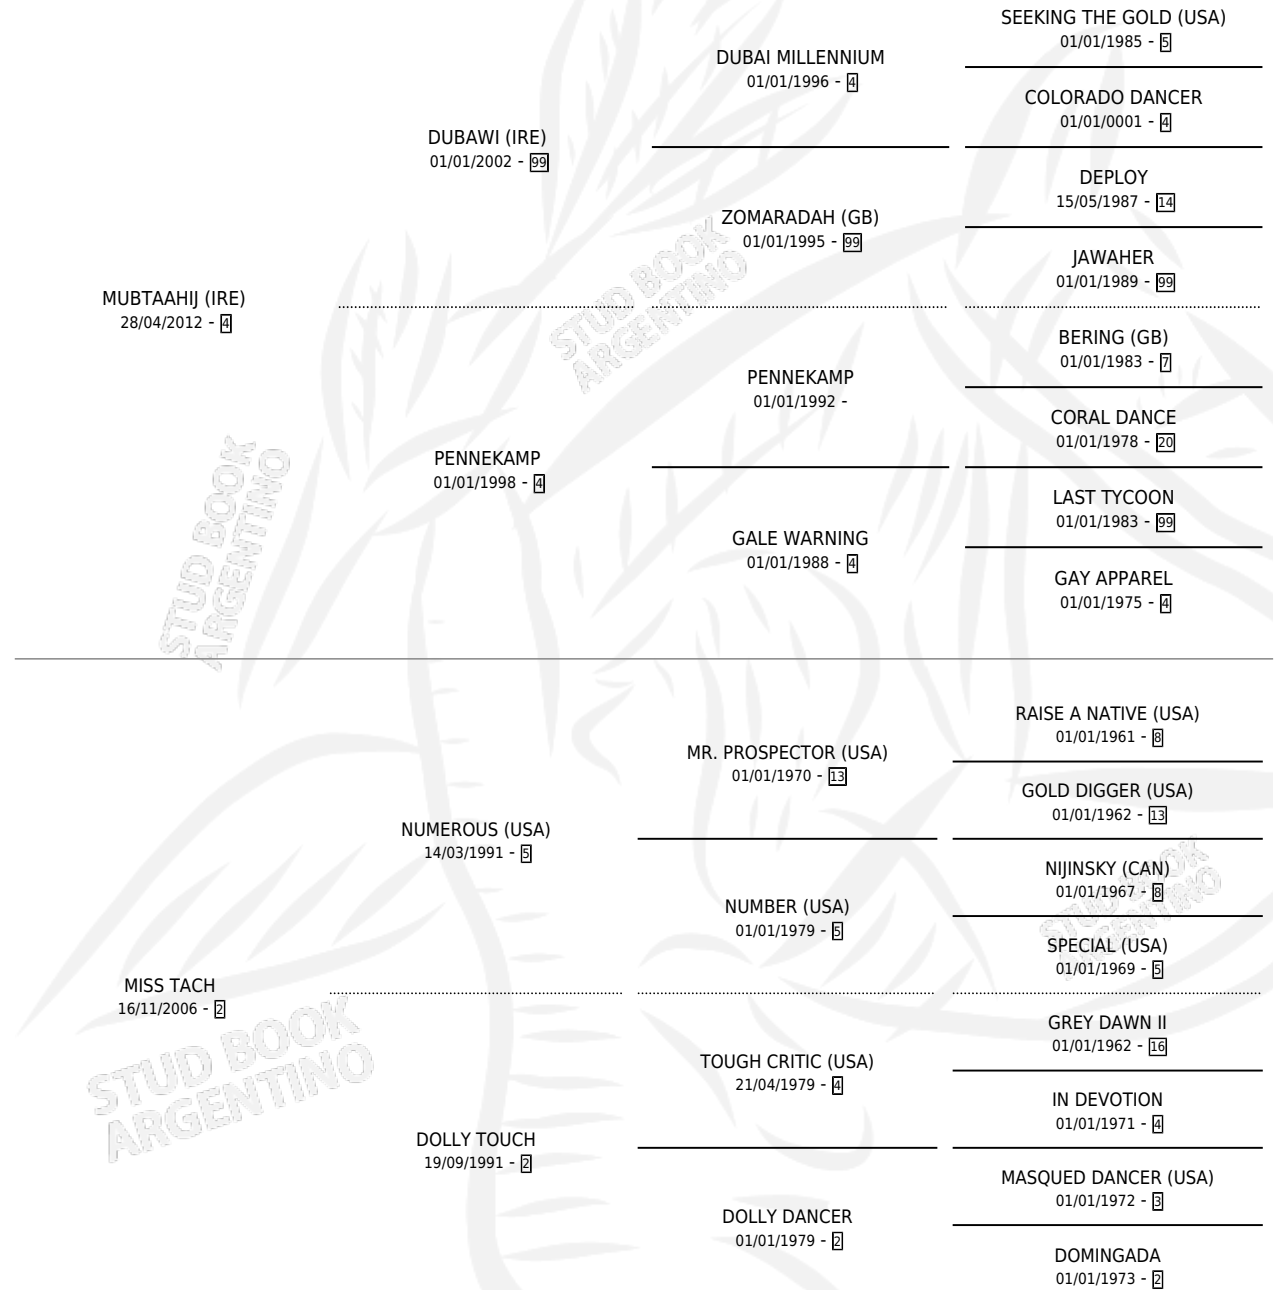 SEEKING THE GOLD (USA)
01/01/1985 - 5
DUBAI MILLENNIUM
01/01/1996 - 4
COLORADO DANCER
01/01/0001 - 4
DUBAWI (IRE)
01/01/2002 - 99
DEPLOY
15/05/1987 - 14
ZOMARADAH (GB)
01/01/1995 - 99
JAWAHER
01/01/1989 - 99
MUBTAAHIJ (IRE)
28/04/2012 - 4
BERING (GB)
01/01/1983 - 7
PENNEKAMP
01/01/1992 -
CORAL DANCE
01/01/1978 - 20
PENNEKAMP
01/01/1998 - 4
LAST TYCOON
01/01/1983 - 99
GALE WARNING
01/01/1988 - 4
GAY APPAREL
01/01/1975 - 4
STUD BOOK
ARGENTINO
STUD BOOK
ARGENTINO
RAISE A NATIVE (USA)
01/01/1961 - 8
MR. PROSPECTOR (USA)
01/01/1970 - 13
GOLD DIGGER (USA)
01/01/1962 - 13
NUMEROUS (USA)
14/03/1991 - 5
NIJINSKY (CAN)
01/01/1967 - 8
NUMBER (USA)
01/01/1979 - 5
SPECIAL (USA)
01/01/1969 - 5
MISS TACH
16/11/2006 - 2
GREY DAWN II
01/01/1962 - 16
TOUGH CRITIC (USA)
21/04/1979 - 4
IN DEVOTION
01/01/1971 - 4
DOLLY TOUCH
19/09/1991 - 2
MASQUED DANCER (USA)
01/01/1972 - 3
DOLLY DANCER
01/01/1979 - 2
DOMINGADA
01/01/1973 - 2
STUD BOOK
ARGENTINO
STUD BOOK
ARGENTINO